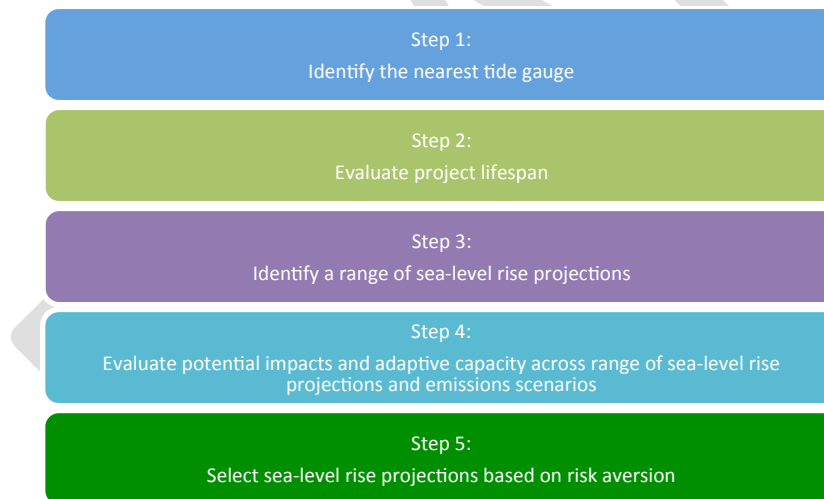 Step 1:
Identify the nearest tide gauge
Step 2:
Evaluate project lifespan
Step 3:
Identify a range of sea-level rise projections
Step 4:
Evaluate potential impacts and adaptive capacity across range of sea-level rise
projections and emissions scenarios
Step 5:
Select sea-level rise projections based on risk aversion